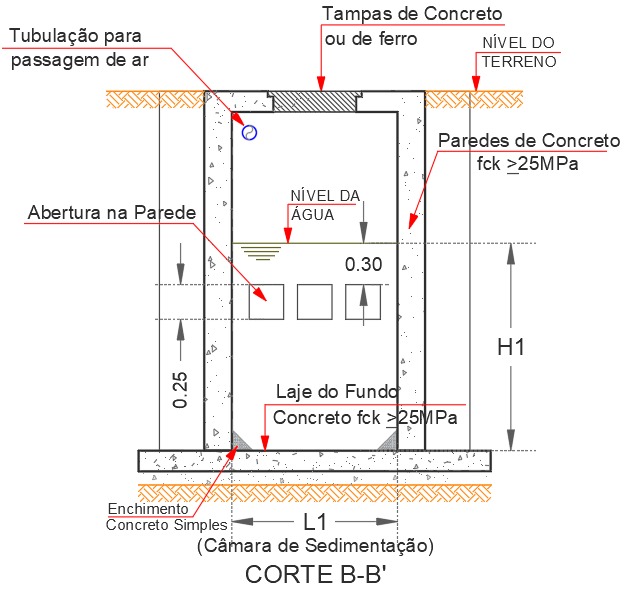 Tampas de Concreto
ou de ferro
Tubulação para
passagem de ar
NÍVEL DO
TERRENO
Paredes de Concreto
fck ≥25MPa
NÍVEL DA
ÁGUA
Abertura na Parede
0.30
H1
0.25
Laje do Fundo
Concreto fck ≥25MPa
Enchimento
Concreto Simples
L1
(Câmara de Sedimentação)
CORTE B-B'